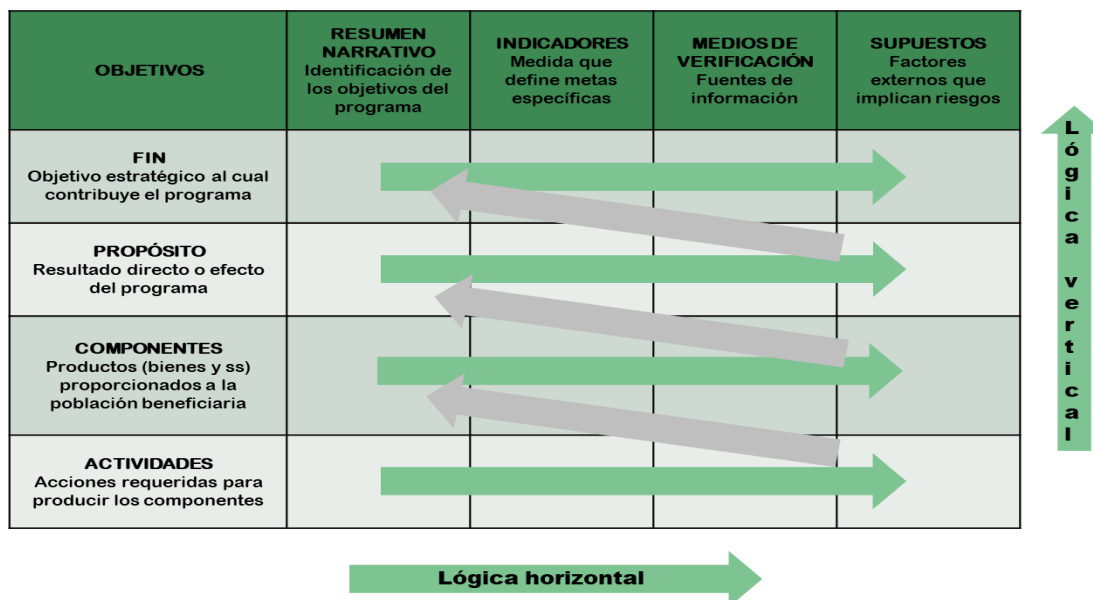 OBJETIVOS
RESUMEN
NARRATIVO
Identificación de
los objetivos del
programa
INDICADORES
Medida que
define metas
específicas
MEDIOS DE
VERIFICACIÓN
Fuentes de
información
SUPUESTOS
Factores
externos que
implican riesgos
FIN
Objetivo estratégico al cual
contribuye el programa
PROPÓSITO
Resultado directo o efecto
del programa
COMPONENTES
Productos (bienes y ss)
proporcionados a la
población beneficiaria
ACTIVIDADES
Acciones requeridas para
producir los componentes
Lógica vertical
Lógica horizontal